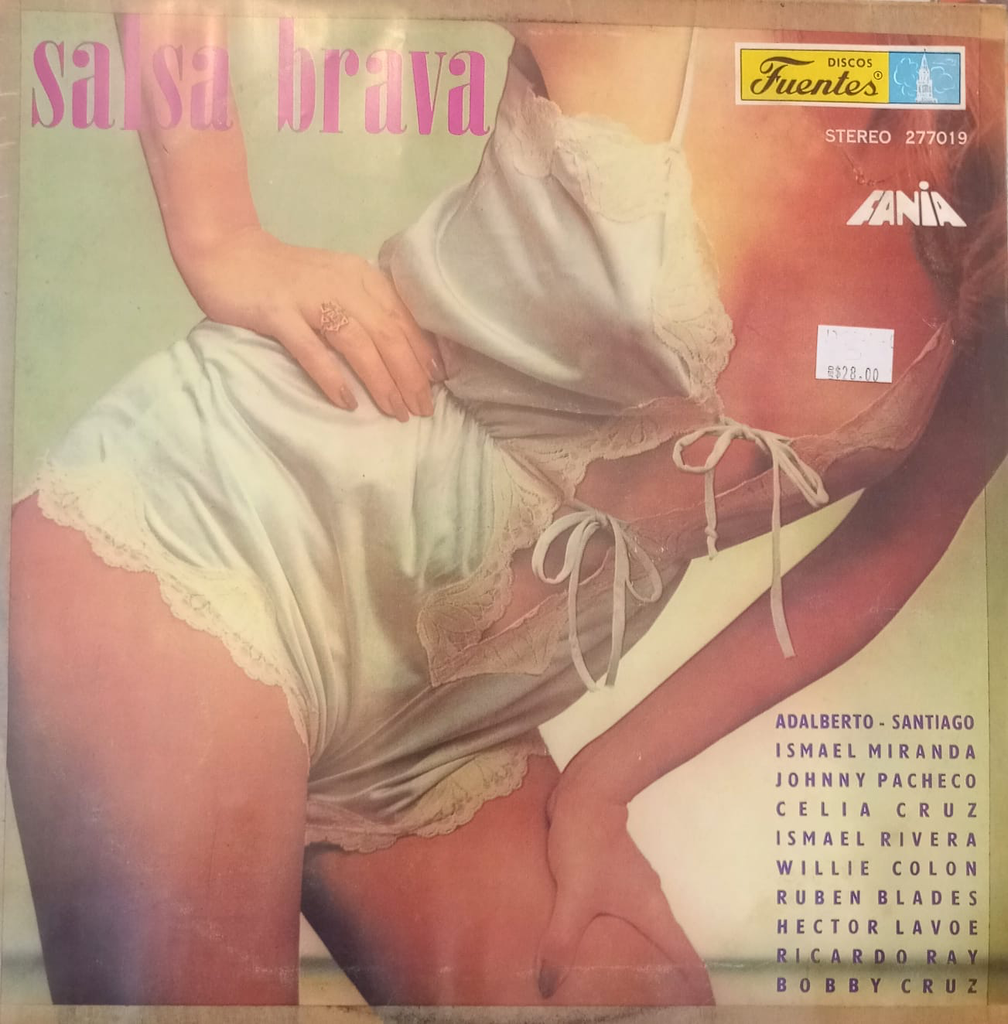 salsa brava
DISCOS
Fuentes®
STEREO 277019
FANIA
$28.00
ADALBERTO - SANTIAGO
ISMAEL MIRANDA
JOHNNY PACHECO
CELIA CRUZ
ISMAEL RIVERA
WILLIE COLON
RUBEN BLADES
HECTOR LAVOE
RICARDO RAY
BOBBY CRUZ